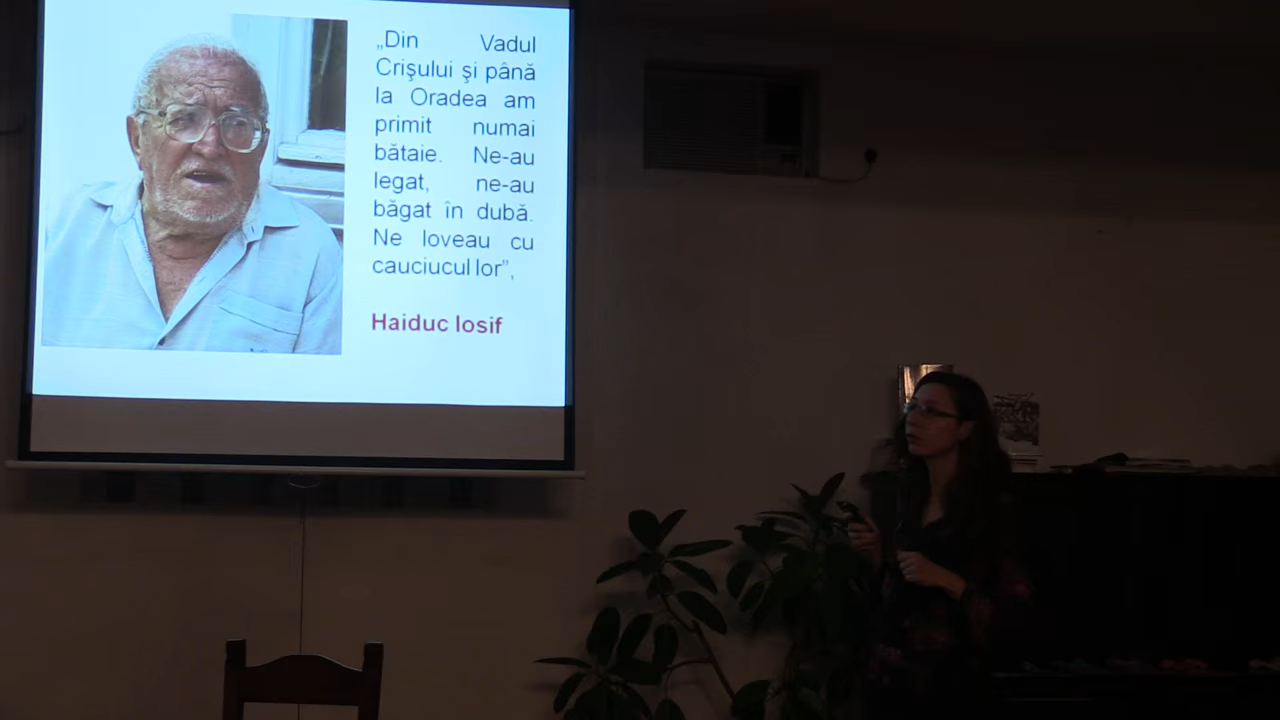 „Din Vadul
Crişului şi până
la Oradea am
primit numai
bătaie. Ne-au
legat, ne-au
băgat în dubă.
Ne loveau cu
cauciucul lor”,
Haiduc Iosif